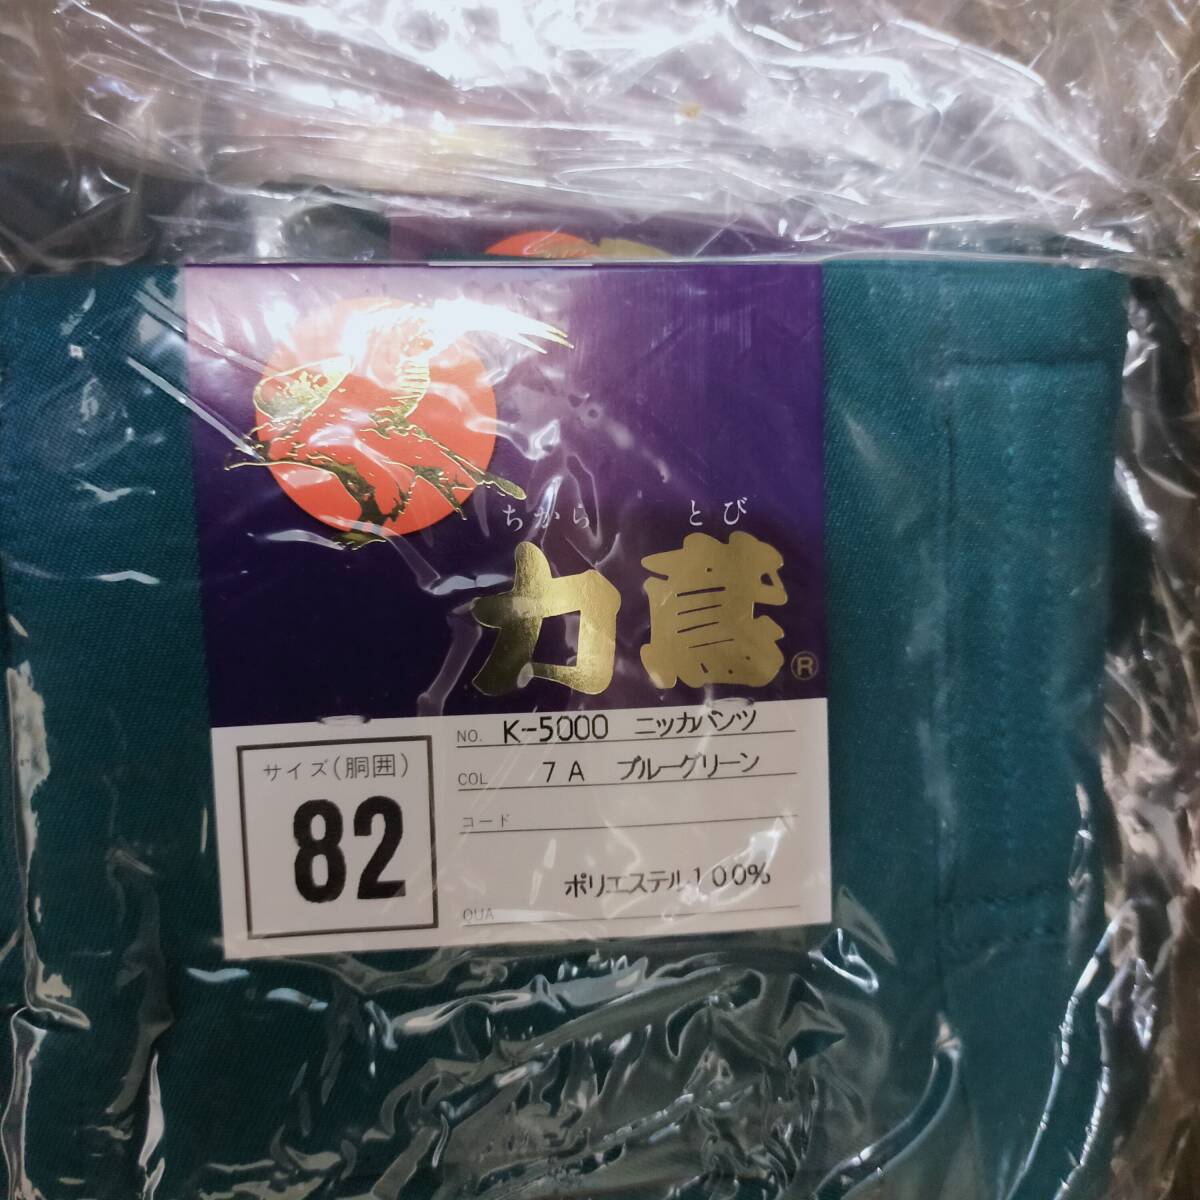 ちから とび
力鳶®
サイズ(胴囲)
82
NO. K-5000 ニッカパンツ
COL 7A ブルーグリーン
コード
ポリエステル100%
QUA